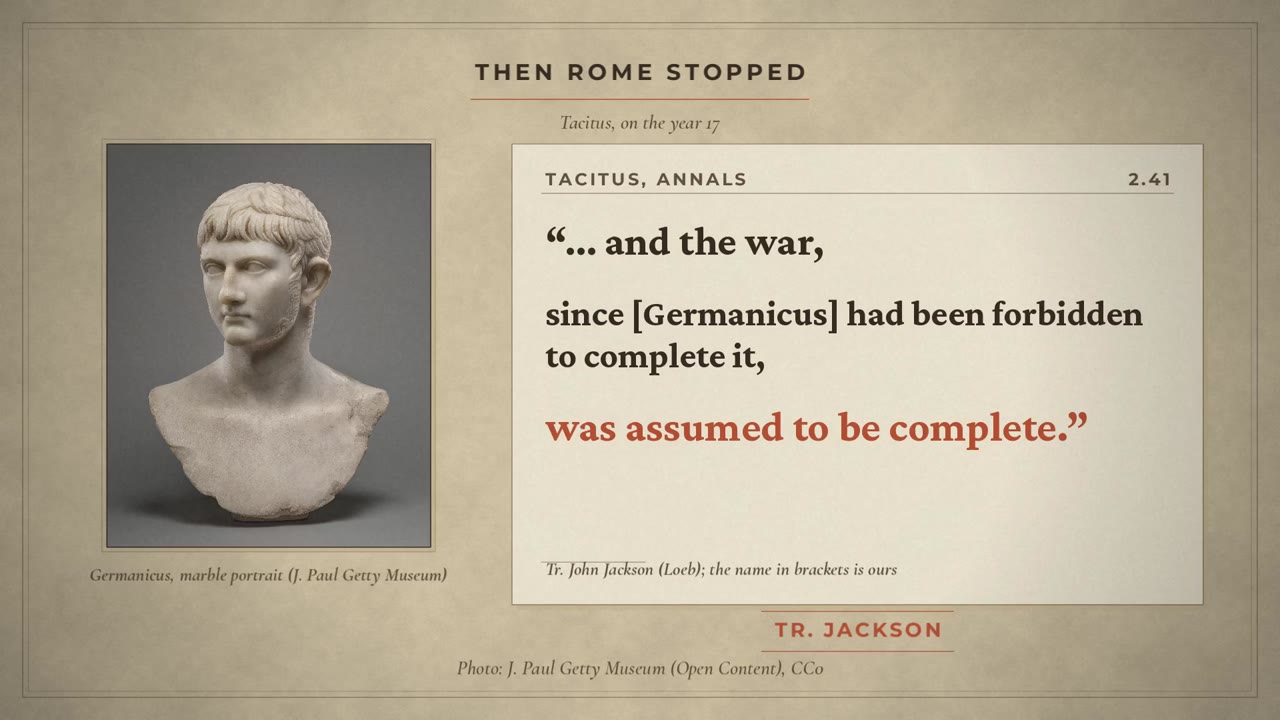 THEN ROME STOPPED
Tacitus, on the year 17
TACITUS, ANNALS 2.41
“... and the war,
since [Germanicus] had been forbidden
to complete it,
was assumed to be complete.”
Tr. John Jackson (Loeb); the name in brackets is ours
Germanicus, marble portrait (J. Paul Getty Museum)
TR. JACKSON
Photo: J. Paul Getty Museum (Open Content), CC0